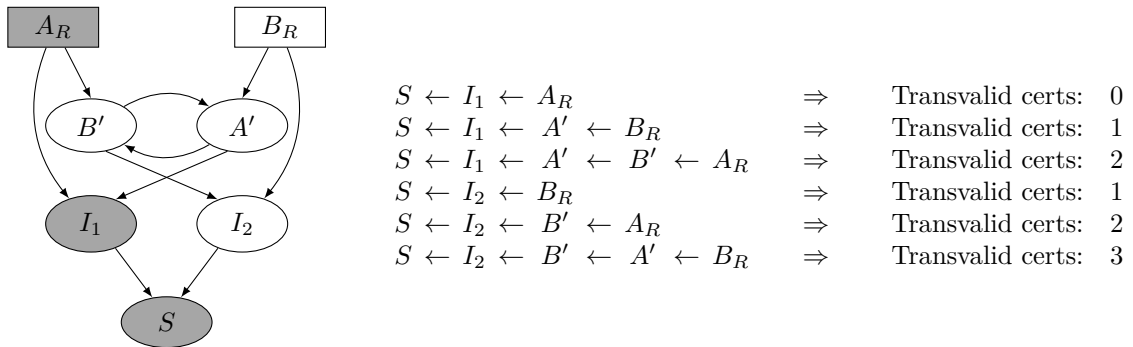 A_R B_R
B′ A′
I_1 I_2
S
S ← I_1 ← A_R ⇒ Transvalid certs: 0
S ← I_1 ← A′ ← B_R ⇒ Transvalid certs: 1
S ← I_1 ← A′ ← B′ ← A_R ⇒ Transvalid certs: 2
S ← I_2 ← B_R ⇒ Transvalid certs: 1
S ← I_2 ← B′ ← A_R ⇒ Transvalid certs: 2
S ← I_2 ← B′ ← A′ ← B_R ⇒ Transvalid certs: 3